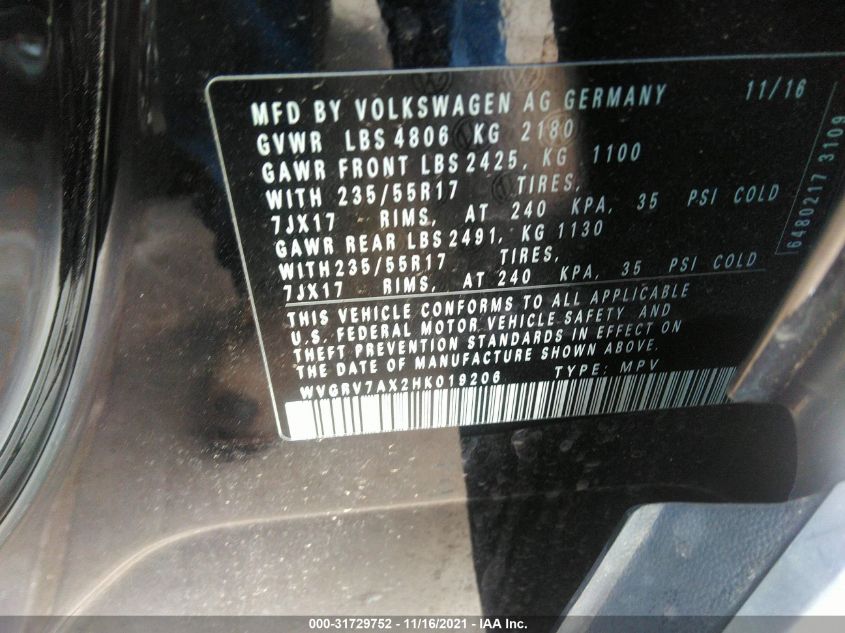 MFD BY VOLKSWAGEN AG GERMANY 11/16
GVWR LBS 4806 KG 2180
GAWR FRONT LBS 2425, KG 1100
WITH 235/55R17 TIRES,
7JX17 RIMS, AT 240 KPA, 35 PSI COLD
GAWR REAR LBS 2491, KG 1130
WITH 235/55R17 TIRES,
7JX17 RIMS, AT 240 KPA, 35 PSI COLD
THIS VEHICLE CONFORMS TO ALL APPLICABLE
U.S. FEDERAL MOTOR VEHICLE SAFETY AND
THEFT PREVENTION STANDARDS IN EFFECT ON
THE DATE OF MANUFACTURE SHOWN ABOVE.
WVGRV7AX2HK019206 TYPE: MPV
6480217 3109
000-31729752 - 11/16/2021 - IAA Inc.